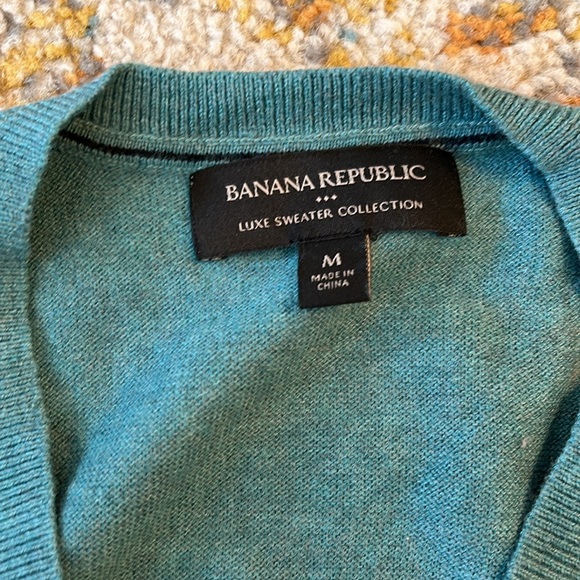 BANANA REPUBLIC
LUXE SWEATER COLLECTION
M
MADE IN
CHINA